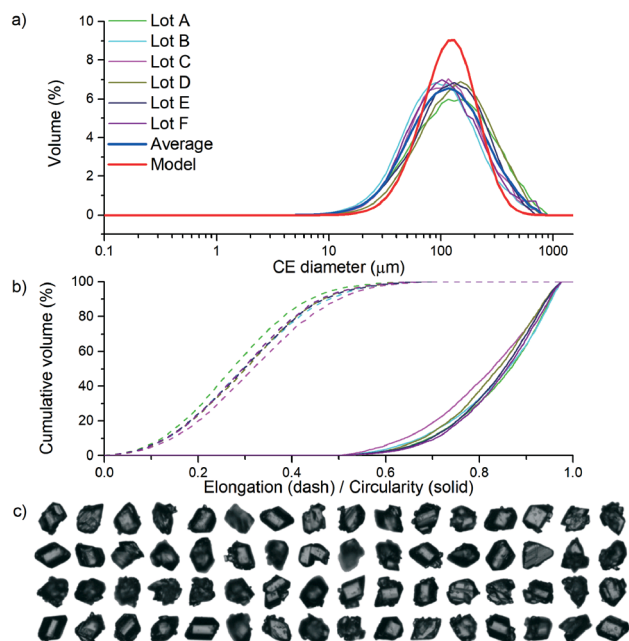 a)
Lot A
Lot B
Lot C
Lot D
Lot E
Lot F
Average
Model
Volume (%)
10
8
6
4
2
0
0.1
1
10
100
1000
CE diameter (μm)
b)
Cumulative volume (%)
100
80
60
40
20
0
0.0
0.2
0.4
0.6
0.8
1.0
Elongation (dash) / Circularity (solid)
c)